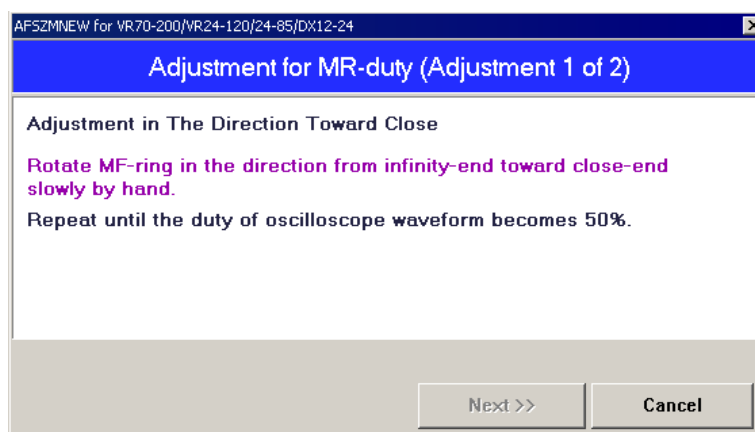 AFSZMNEW for VR70-200/VR24-120/24-85/DX12-24
Adjustment for MR-duty (Adjustment 1 of 2)
Adjustment in The Direction Toward Close
Rotate MF-ring in the direction from infinity-end toward close-end
slowly by hand.
Repeat until the duty of oscilloscope waveform becomes 50%.
Next >>
Cancel